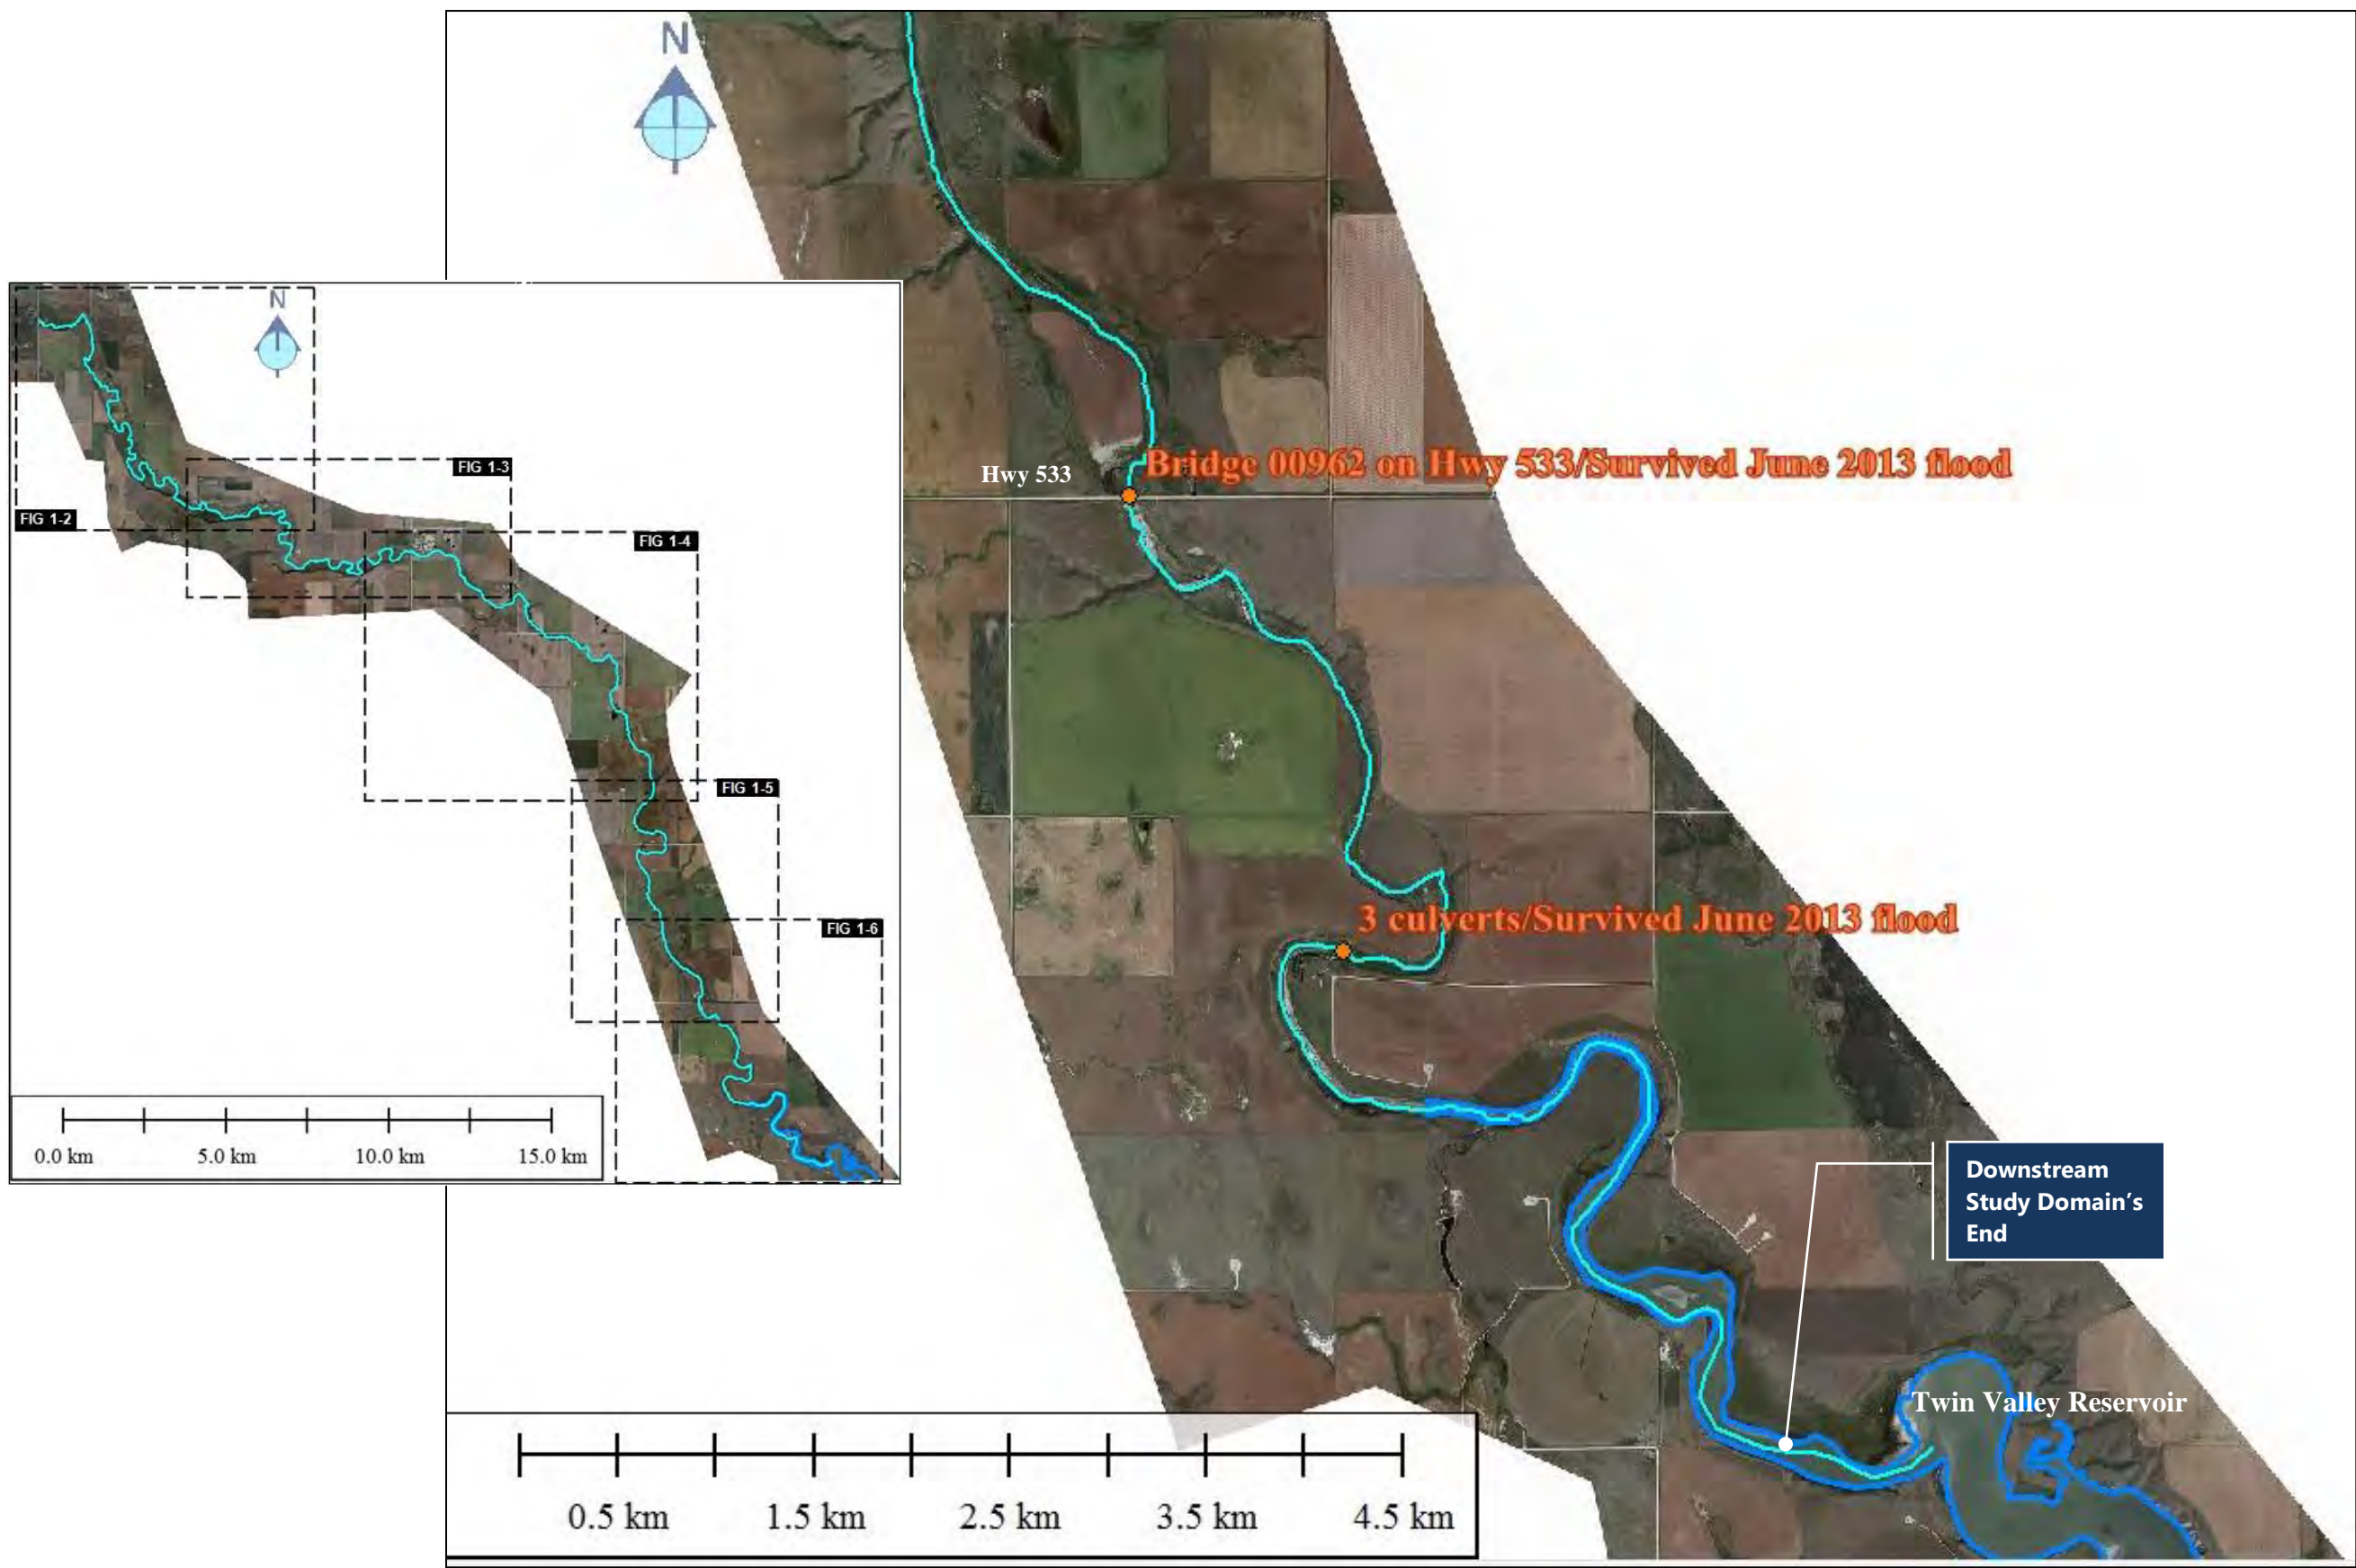 N
Hwy 533
Bridge 00962 on Hwy 533/Survived June 2013 flood
3 culverts/Survived June 2013 flood
Downstream
Study Domain’s
End
Twin Valley Reservoir
0.5 km 1.5 km 2.5 km 3.5 km 4.5 km
N
FIG 1-2
FIG 1-3
FIG 1-4
FIG 1-5
FIG 1-6
0.0 km 5.0 km 10.0 km 15.0 km